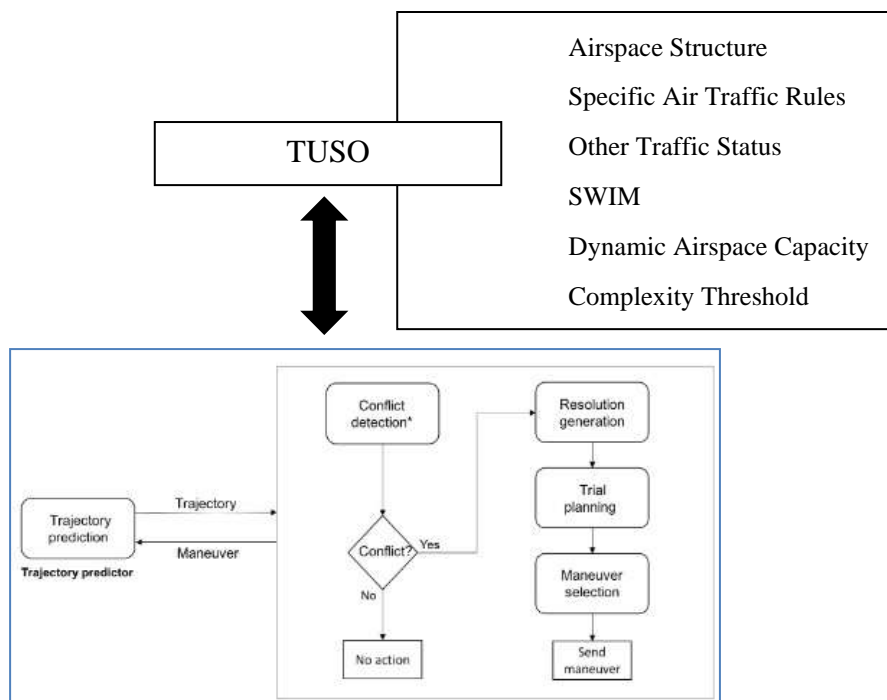 Airspace Structure
Specific Air Traffic Rules
TUSO
Other Traffic Status
SWIM
Dynamic Airspace Capacity
Complexity Threshold
Conflict
detection*
Resolution
generation
Trajectory
Trial
planning
Trajectory
prediction
Maneuver
Conflict?
Yes
Trajectory predictor
Maneuver
selection
No
No action
Send
maneuver